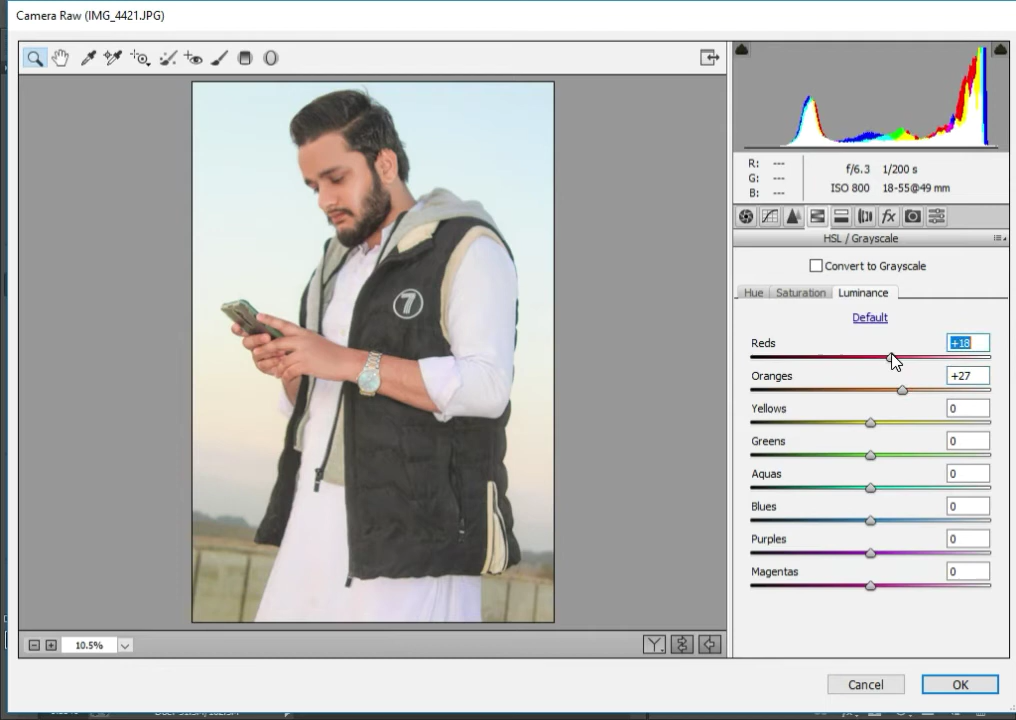 Camera Raw (IMG_4421.JPG)
R: ---
G: ---
B: ---
f/6.3 1/200 s
ISO 800 18-55@49 mm
fx
HSL / Grayscale
Convert to Grayscale
Hue Saturation Luminance
Default
Reds +18
Oranges +27
Yellows 0
Greens 0
Aquas 0
Blues 0
Purples 0
Magentas 0
7
10.5%
Y
Cancel OK